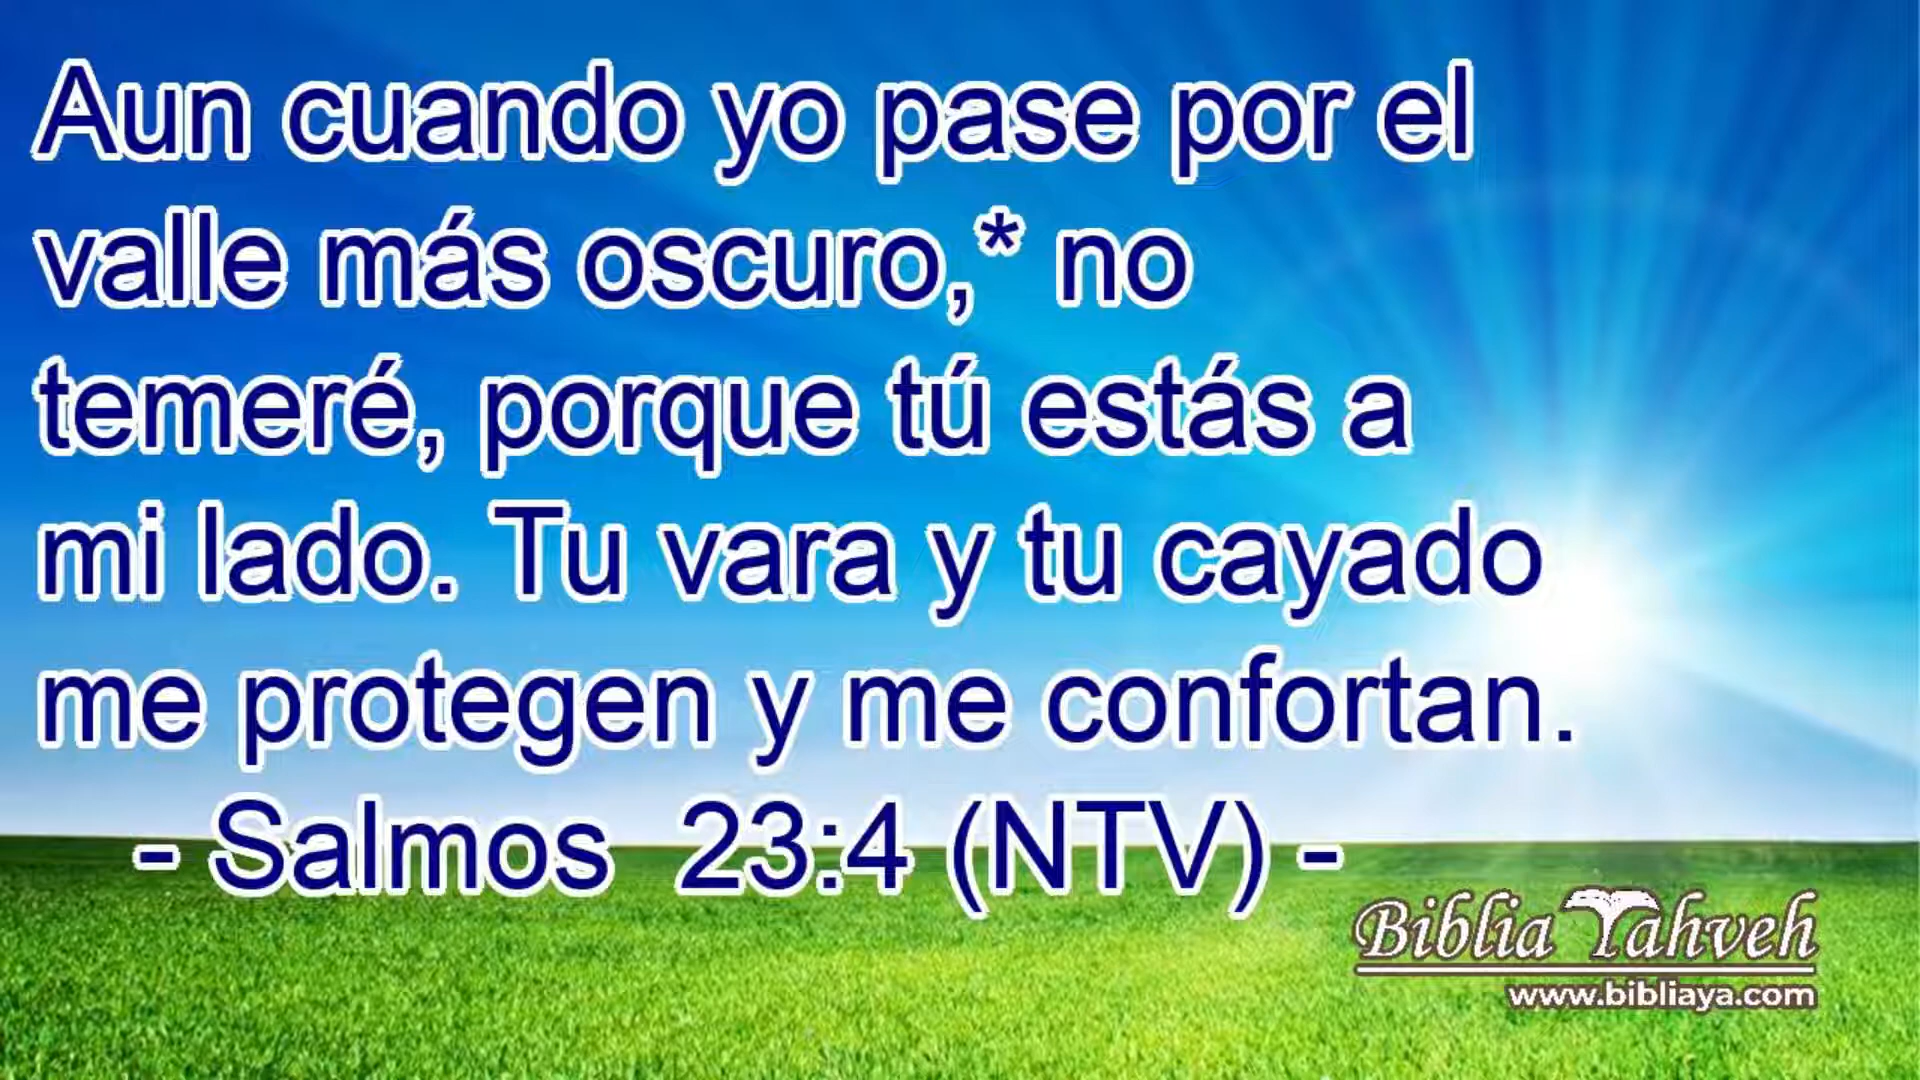 Aun cuando yo pase por el
valle más oscuro,* no
temeré, porque tú estás a
mi lado. Tu vara y tu cayado
me protegen y me confortan.
- Salmos 23:4 (NTV) -
Biblia Yahveh
www.bibliaya.com